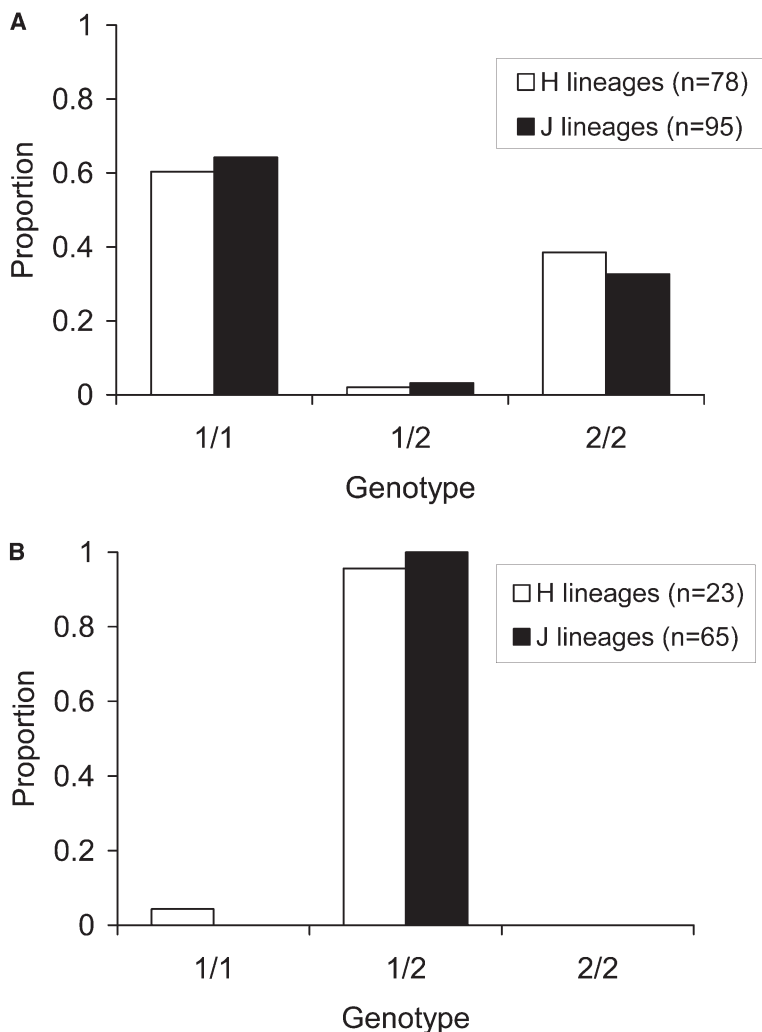 A
1
0.8
0.6
0.4
0.2
0
Proportion
H lineages (n=78)
J lineages (n=95)
1/1
1/2
2/2
Genotype
B
1
0.8
0.6
0.4
0.2
0
Proportion
H lineages (n=23)
J lineages (n=65)
1/1
1/2
2/2
Genotype